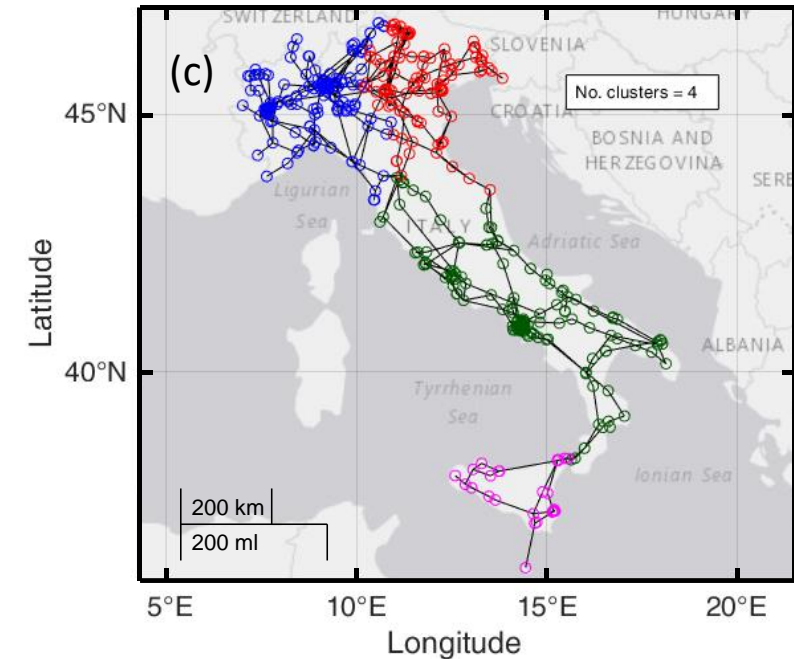 SWITZERLAND
HUNGARY
(c)
SLOVENIA
No. clusters = 4
45°N
CROATIA
BOSNIA AND
HERZEGOVINA
SERB
Ligurian
Sea
ITALY
Adriatic Sea
Latitude
40°N
ALBANIA
Tyrrhenian
Sea
Ionian Sea
200 km
200 ml
5°E
10°E
15°E
20°E
Longitude